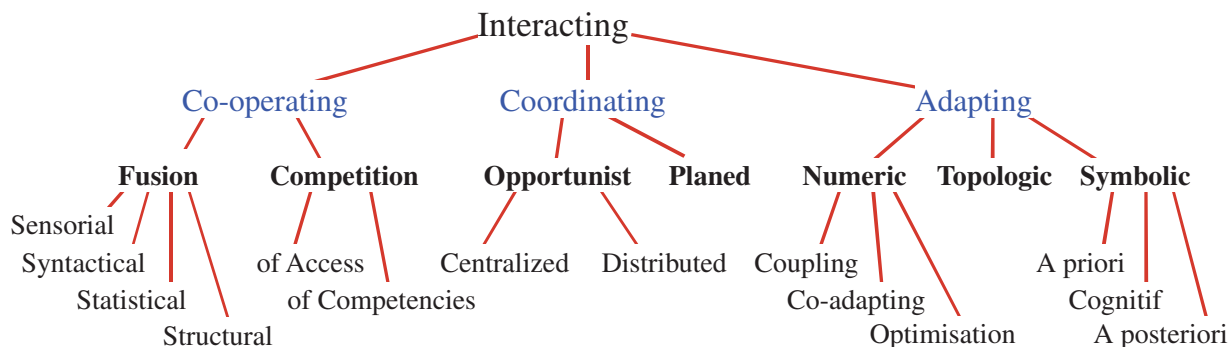 Interacting
Co-operating Coordinating Adapting
Fusion Competition Opportunist Planed Numeric Topologic Symbolic
Sensorial
Syntactical of Access Centralized Distributed Coupling A priori
Statistical of Competencies Co-adapting Cognitif
Structural Optimisation A posteriori